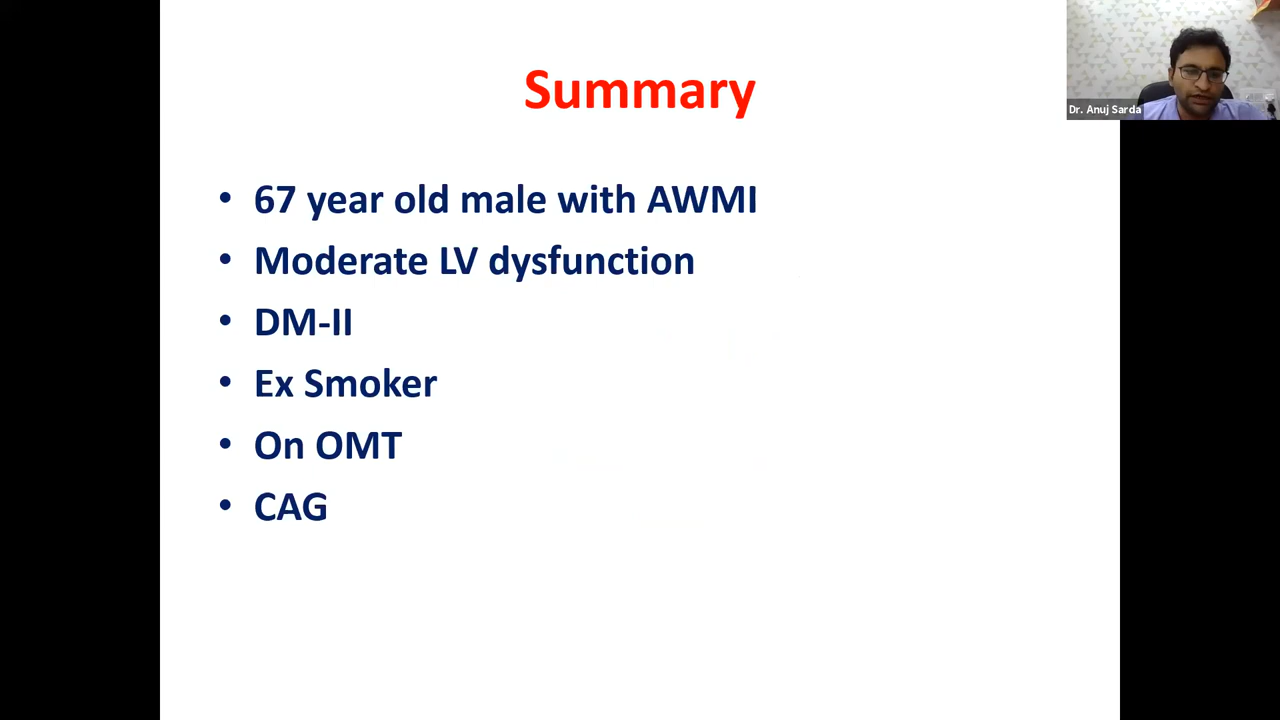 Summary
Dr. Anuj Sarda
• 67 year old male with AWMI
• Moderate LV dysfunction
• DM-II
• Ex Smoker
• On OMT
• CAG